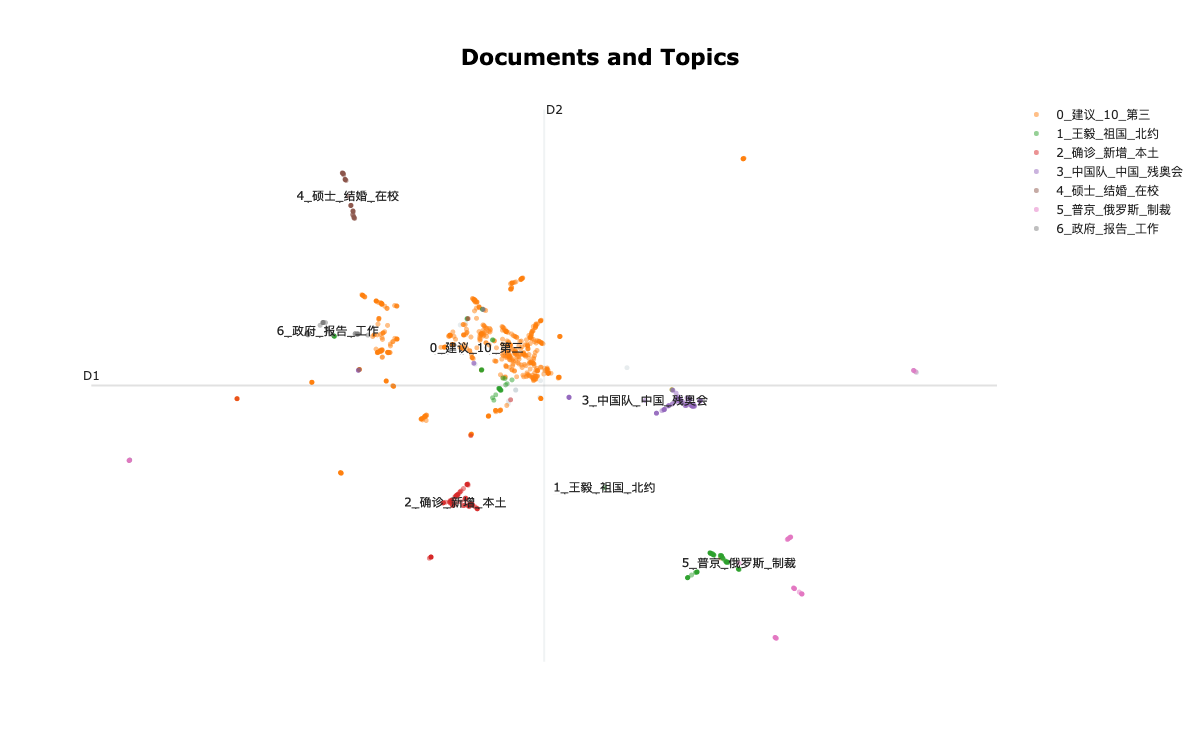 Documents and Topics
D2
0_建议_10_第三
1_王毅_祖国_北约
2_确诊_新增_本土
3_中国队_中国_残奥会
4_硕士_结婚_在校
5_普京_俄罗斯_制裁
6_政府_报告_工作
4_硕士_结婚_在校
6_政府_报告_工作
0_建议_10_第三
D1
3_中国队_中国_残奥会
1_王毅_祖国_北约
2_确诊_新增_本土
5_普京_俄罗斯_制裁